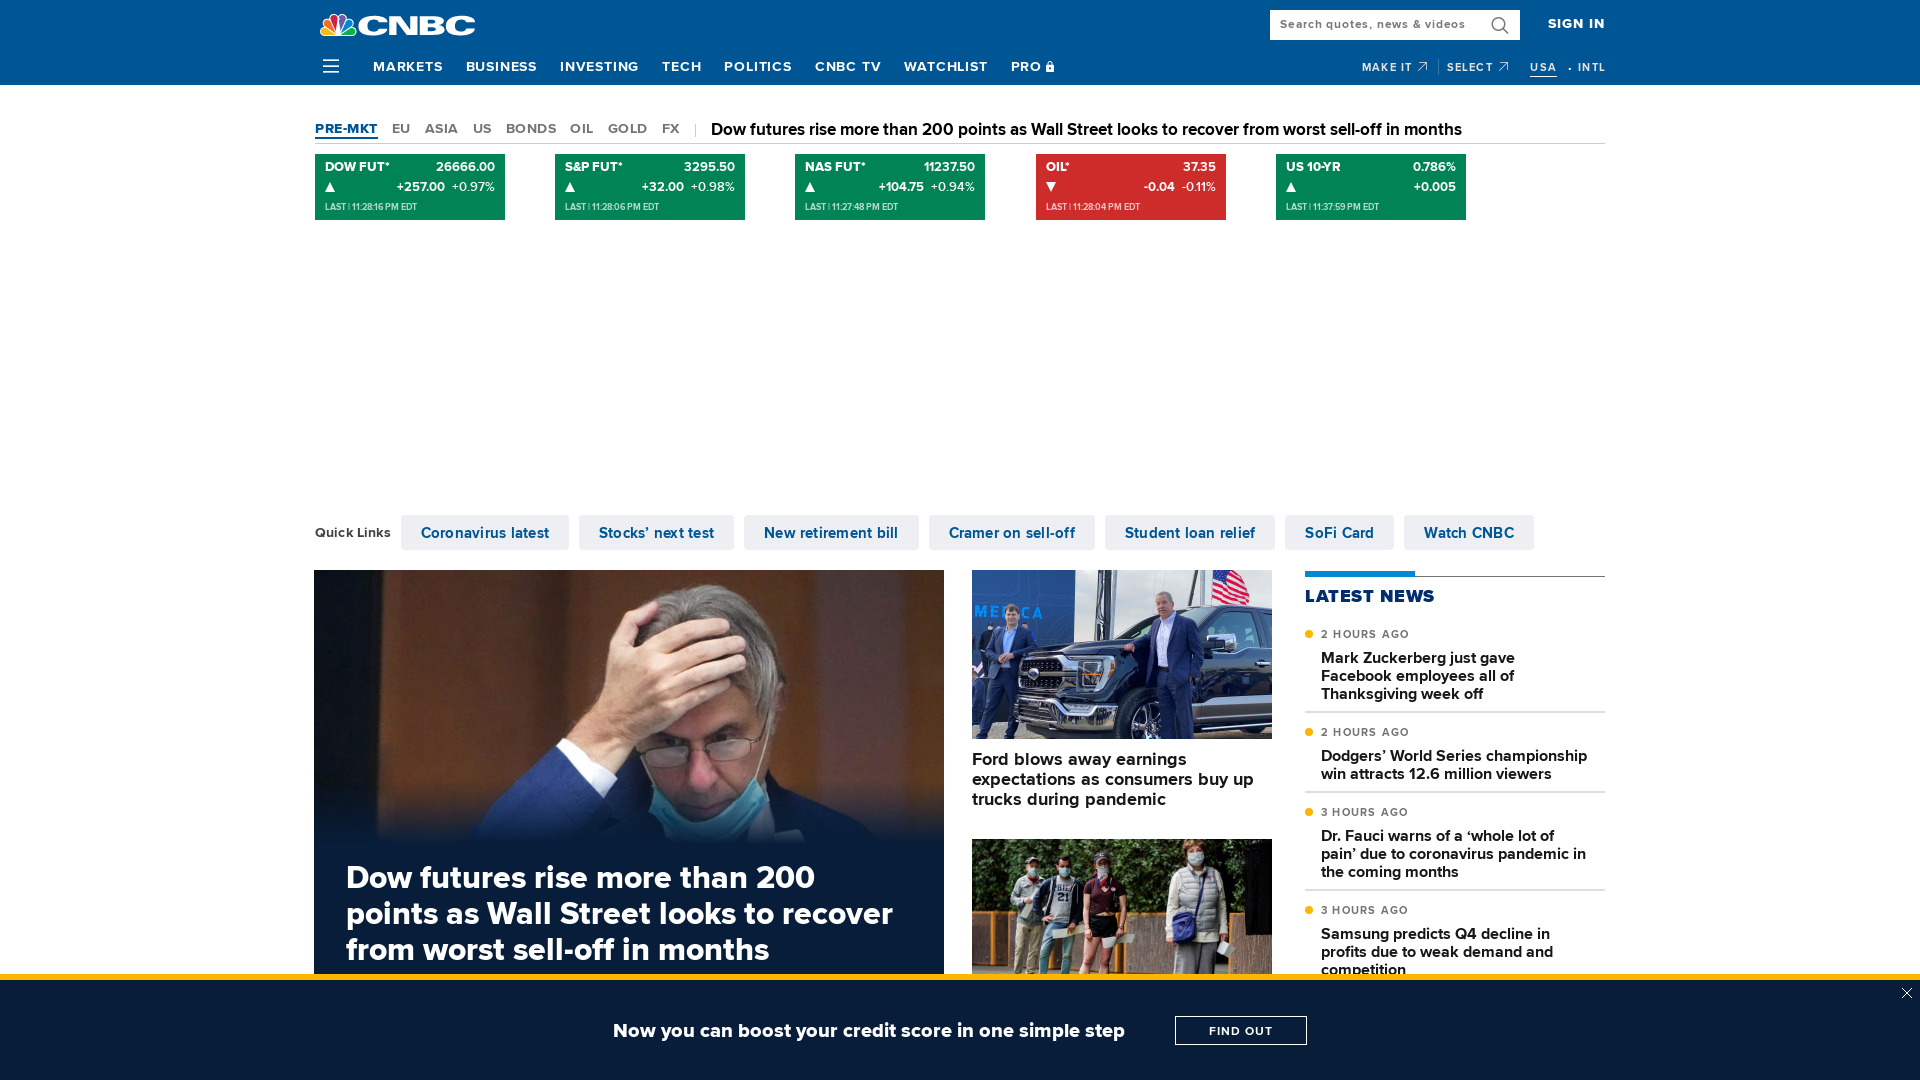 CNBC
Search quotes, news & videos
SIGN IN
MARKETS BUSINESS INVESTING TECH POLITICS CNBC TV WATCHLIST PRO
MAKE IT SELECT USA • INTL
PRE-MKT EU ASIA US BONDS OIL GOLD FX
Dow futures rise more than 200 points as Wall Street looks to recover from worst sell-off in months
DOW FUT* 26666.00
+257.00 +0.97%
LAST | 11:28:16 PM EDT
S&P FUT* 3295.50
+32.00 +0.98%
LAST | 11:28:06 PM EDT
NAS FUT* 11237.50
+104.75 +0.94%
LAST | 11:27:48 PM EDT
OIL* 37.35
-0.04 -0.11%
LAST | 11:28:04 PM EDT
US 10-YR 0.786%
+0.005
LAST | 11:37:59 PM EDT
Quick Links
Coronavirus latest
Stocks’ next test
New retirement bill
Cramer on sell-off
Student loan relief
SoFi Card
Watch CNBC
Dow futures rise more than 200
points as Wall Street looks to recover
from worst sell-off in months
MERICA
Ford blows away earnings
expectations as consumers buy up
trucks during pandemic
21
LATEST NEWS
2 HOURS AGO
Mark Zuckerberg just gave
Facebook employees all of
Thanksgiving week off
2 HOURS AGO
Dodgers’ World Series championship
win attracts 12.6 million viewers
3 HOURS AGO
Dr. Fauci warns of a ‘whole lot of
pain’ due to coronavirus pandemic in
the coming months
3 HOURS AGO
Samsung predicts Q4 decline in
profits due to weak demand and
competition
Now you can boost your credit score in one simple step
FIND OUT